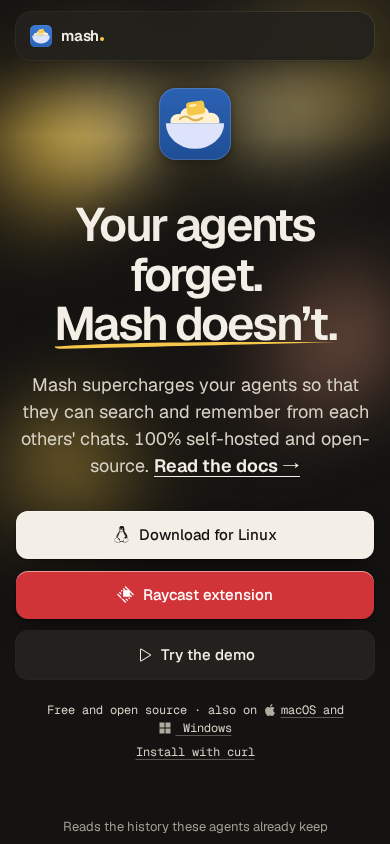 mash.
Your agents
forget.
Mash doesn’t.
Mash supercharges your agents so that
they can search and remember from each
others’ chats. 100% self-hosted and open-
source. Read the docs →
Download for Linux
Raycast extension
Try the demo
Free and open source · also on macOS and
Windows
Install with curl
Reads the history these agents already keep